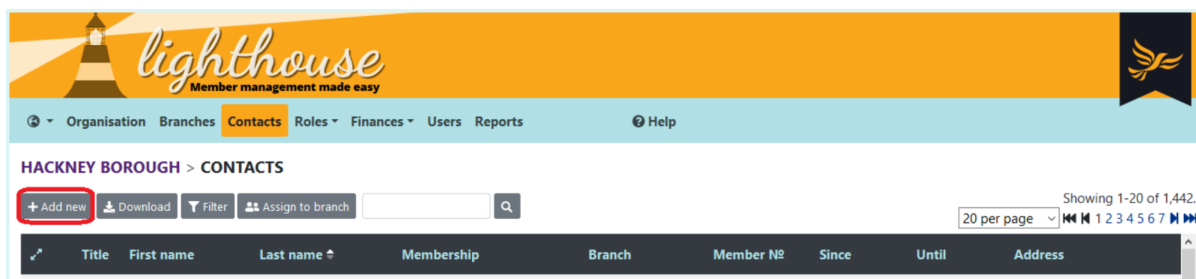 lighthouse
Member management made easy
Organisation Branches Contacts Roles Finances Users Reports Help
HACKNEY BOROUGH > CONTACTS
Showing 1-20 of 1,442.
+ Add new Download Filter Assign to branch
20 per page 1 2 3 4 5 6 7
Title First name Last name Membership Branch Member Nº Since Until Address